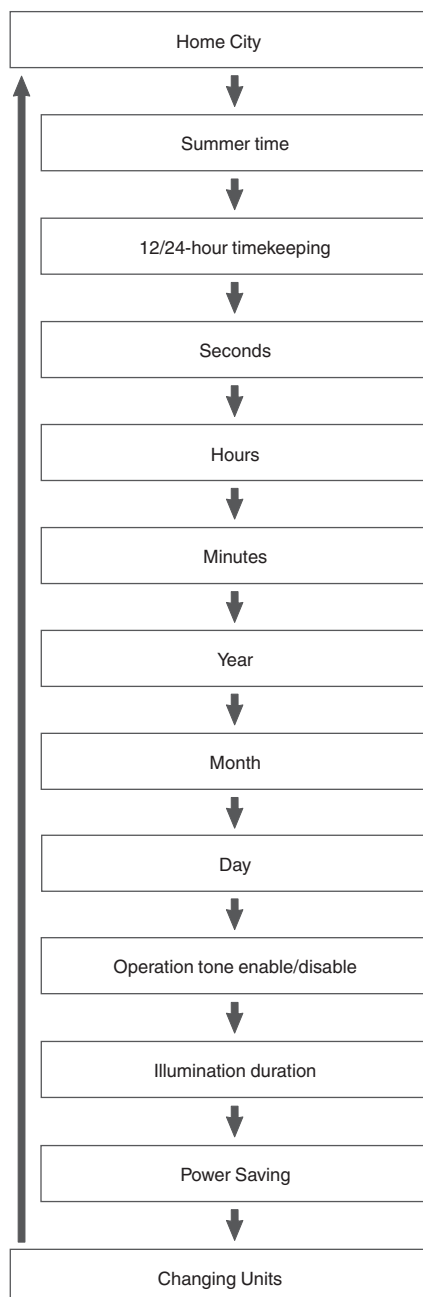 Home City
Summer time
12/24-hour timekeeping
Seconds
Hours
Minutes
Year
Month
Day
Operation tone enable/disable
Illumination duration
Power Saving
Changing Units